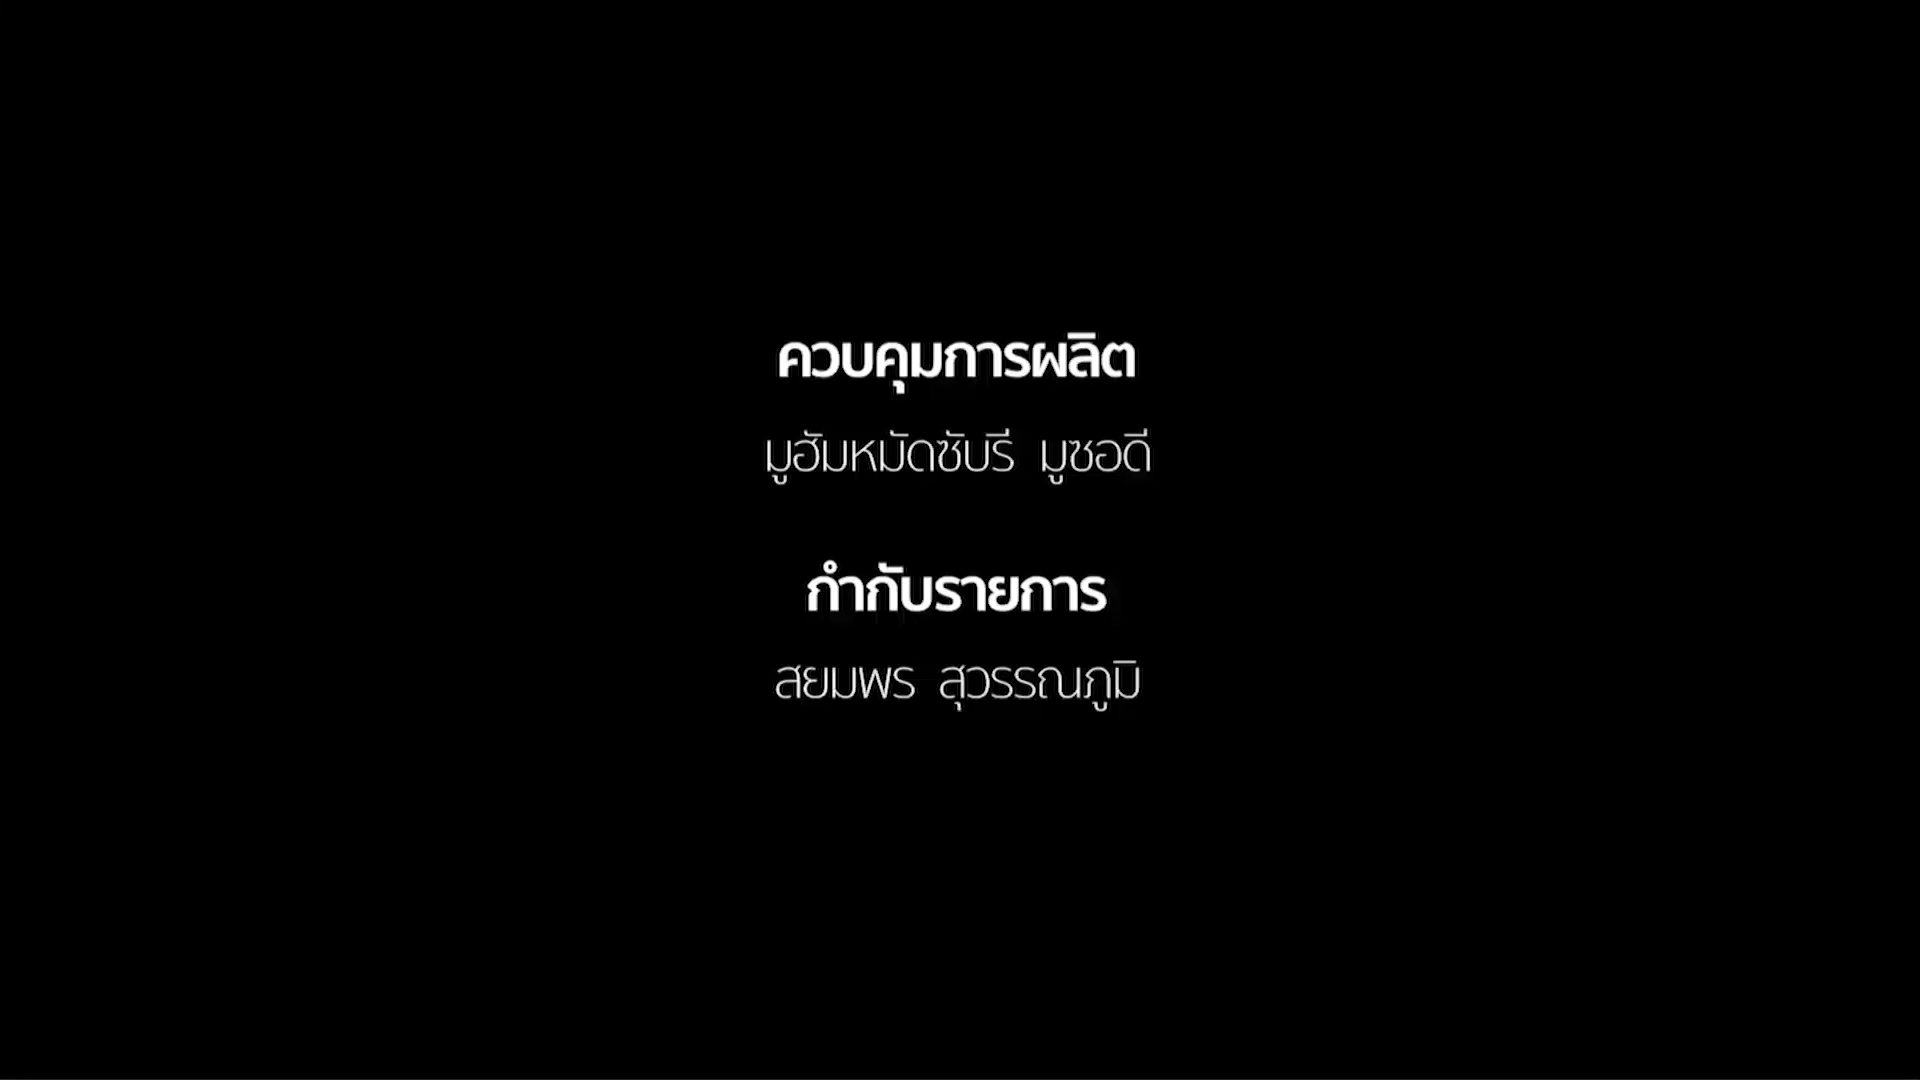 ควบคุมการผลิต
มูฮัมหมัดซับรี มูซอดี
กำกับรายการ
สยมพร สุวรรณภูมิ